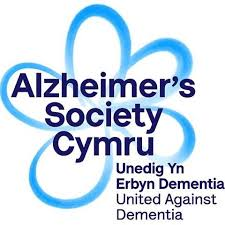 Alzheimer's
Society
Cymru
Unedig Yn
Erbyn Dementia
United Against
Dementia